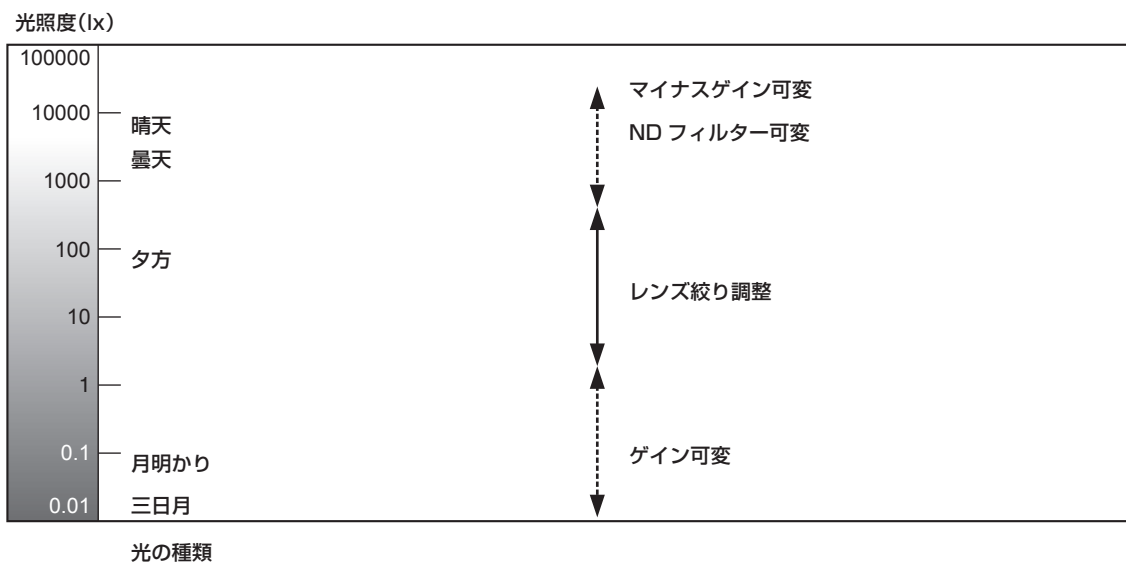 光照度(lx)
100000
マイナスゲイン可変
10000
晴天
ND フィルター可変
曇天
1000
100
夕方
レンズ絞り調整
10
1
0.1
月明かり
ゲイン可変
0.01
三日月
光の種類